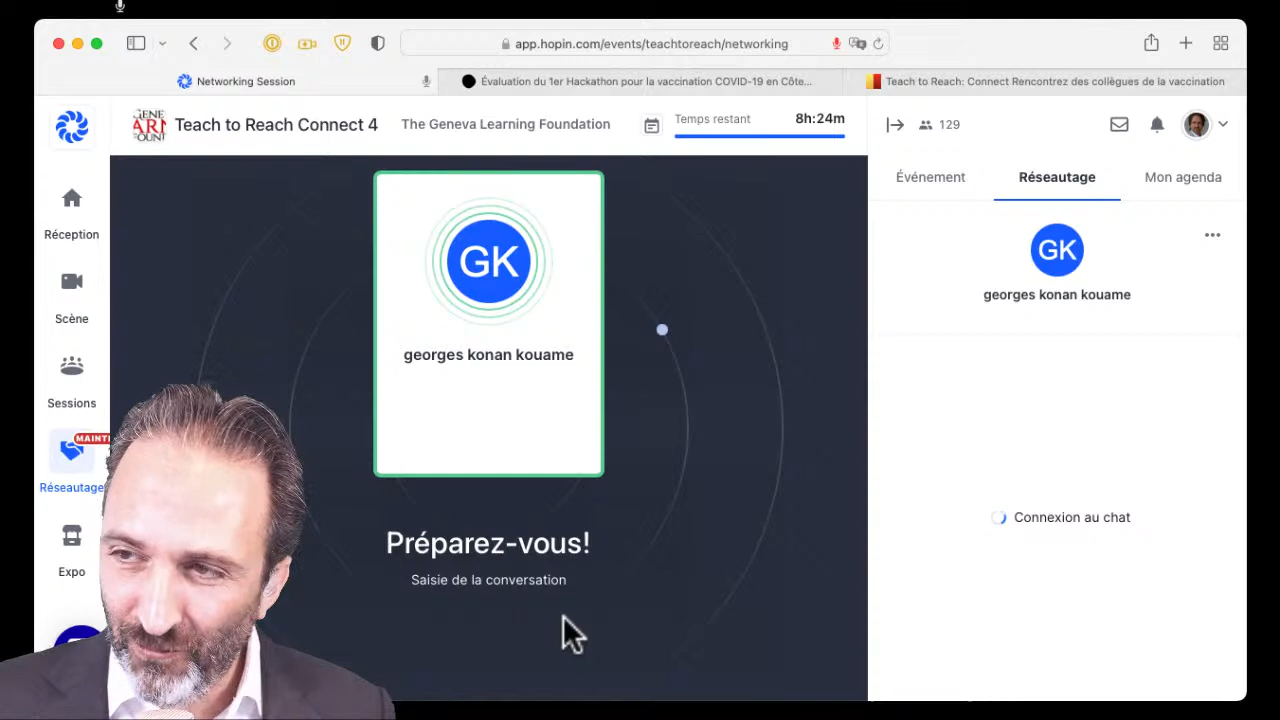 app.hopin.com/events/teachtoreach/networking
Networking Session
Évaluation du 1er Hackathon pour la vaccination COVID-19 en Côte...
Teach to Reach: Connect Rencontrez des collègues de la vaccination
Teach to Reach Connect 4
The Geneva Learning Foundation
Temps restant
8h:24m
129
Réception
Scène
Sessions
MAINT
Réseautage
Expo
GK
georges konan kouame
Préparez-vous!
Saisie de la conversation
Événement
Réseautage
Mon agenda
GK
georges konan kouame
Connexion au chat